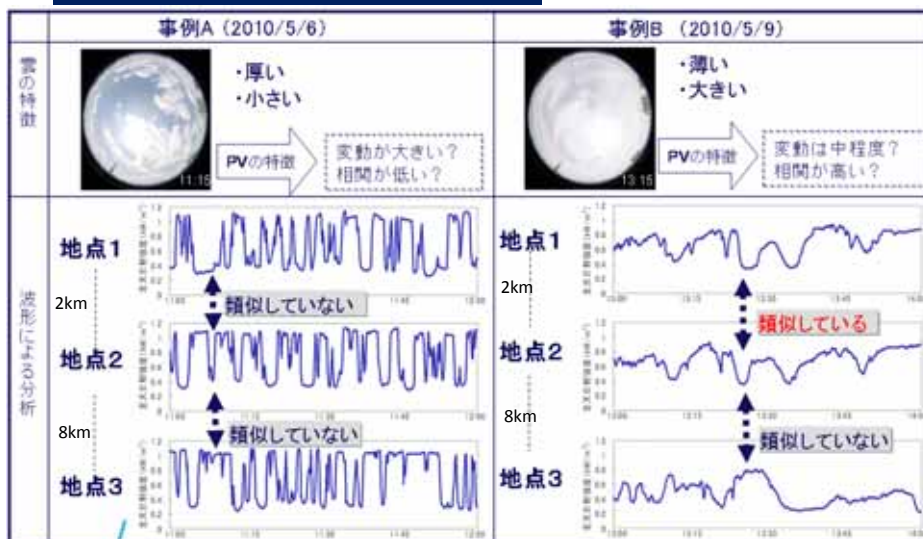 事例A (2010/5/6)
事例B (2010/5/9)
雲の特徴
・厚い
・小さい
11:15
PVの特徴
変動が大きい?
相関が低い?
・薄い
・大きい
13:15
PVの特徴
変動は中程度?
相関が高い?
波形による分析
地点1
2km
地点2
8km
地点3
類似していない
類似していない
地点1
2km
地点2
8km
地点3
類似している
類似していない